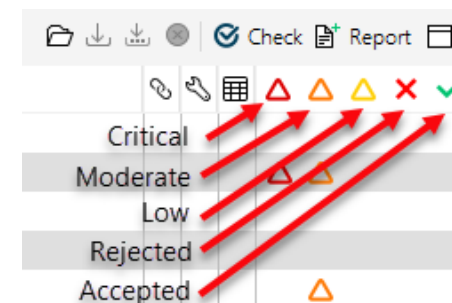 Check Report
Critical
Moderate
Low
Rejected
Accepted